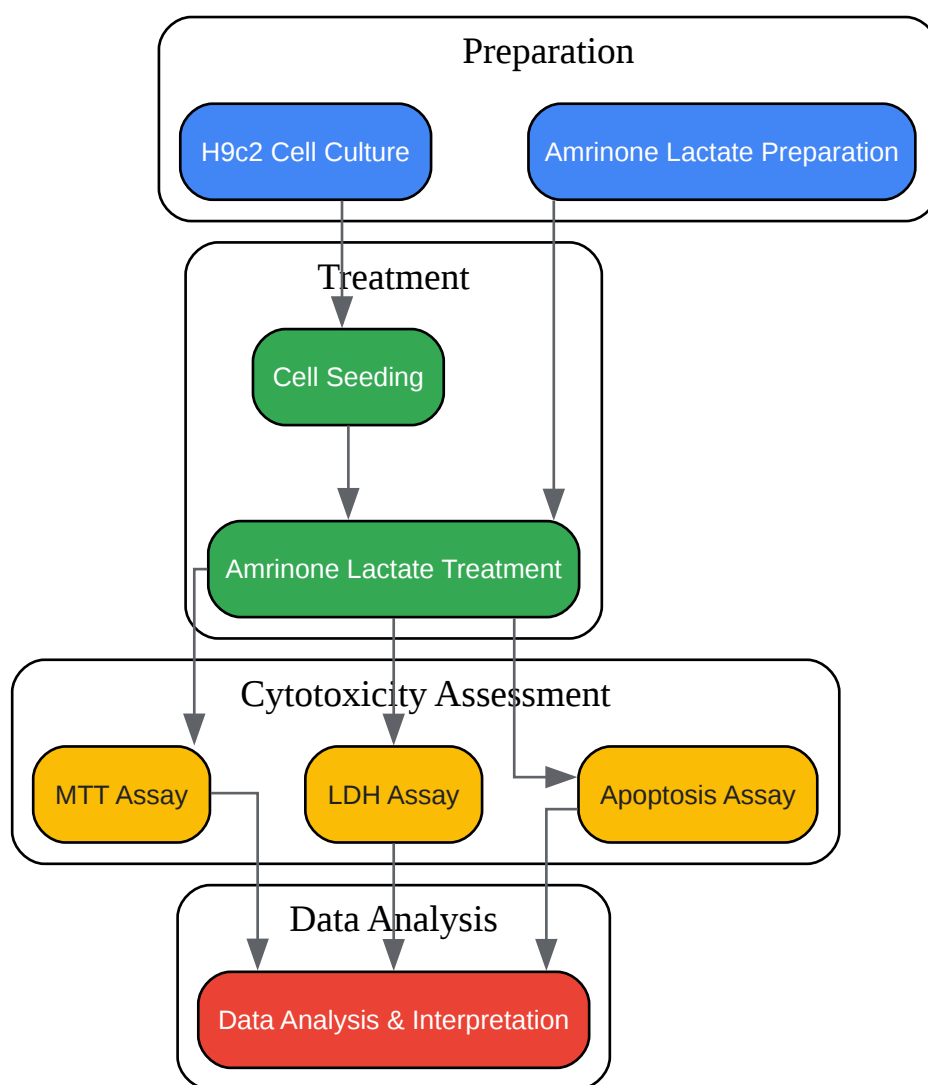 Preparation
H9c2 Cell Culture
Amrinone Lactate Preparation
Treatment
Cell Seeding
Amrinone Lactate Treatment
Cytotoxicity Assessment
MTT Assay
LDH Assay
Apoptosis Assay
Data Analysis
Data Analysis & Interpretation